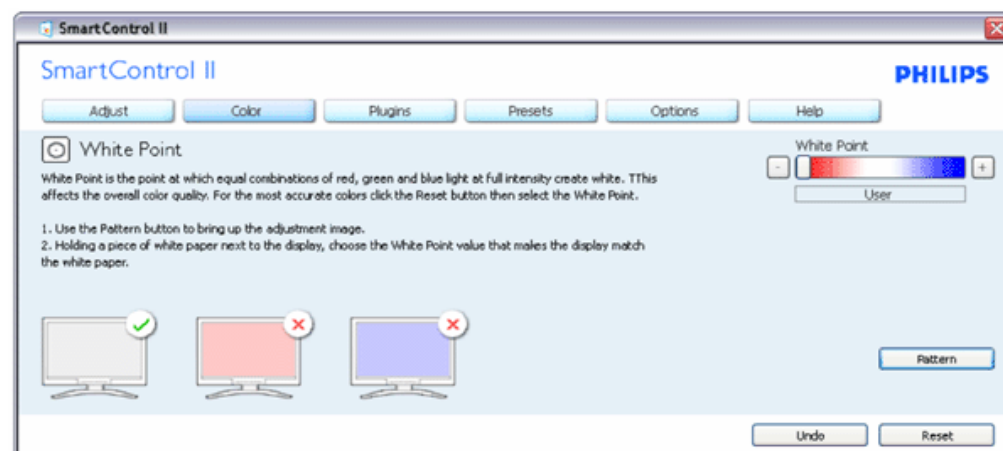 SmartControl II
SmartControl II
PHILIPS
Adjust Color Plugins Presets Options Help
White Point
White Point is the point at which equal combinations of red, green and blue light at full intensity create white. TThis
affects the overall color quality. For the most accurate colors click the Reset button then select the White Point.
1. Use the Pattern button to bring up the adjustment image.
2. Holding a piece of white paper next to the display, choose the White Point value that makes the display match
the white paper.
White Point
- +
User
Pattern
Undo Reset